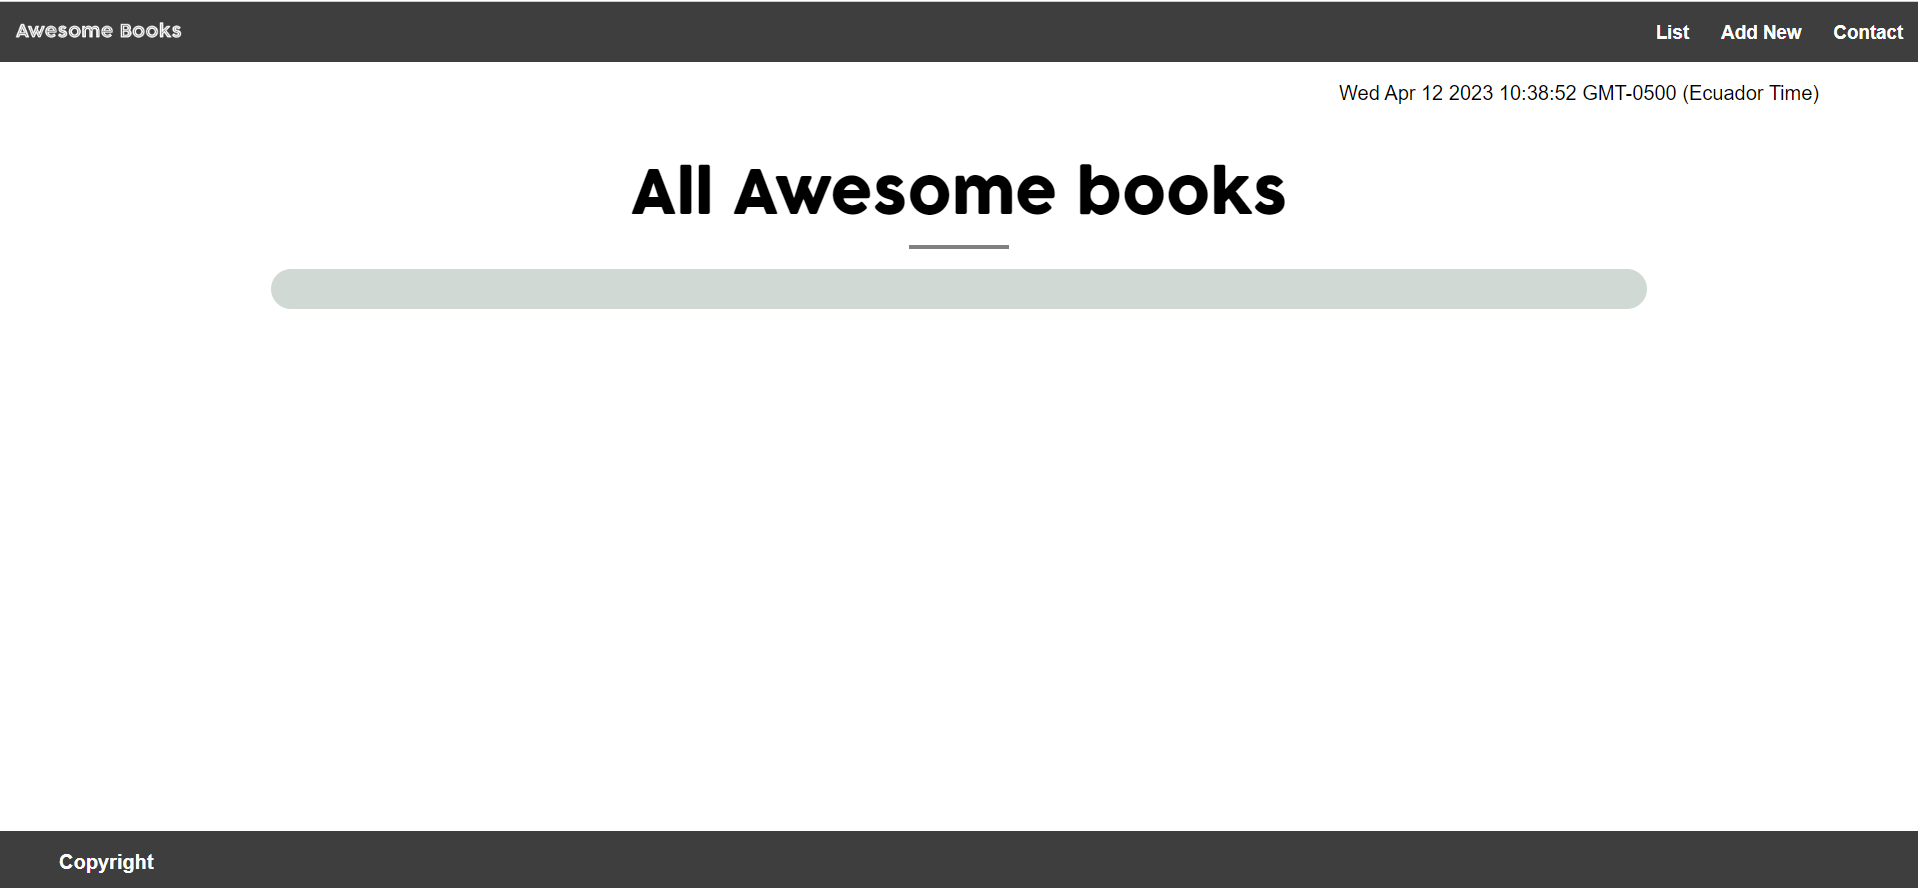 Awesome Books
List Add New Contact
Wed Apr 12 2023 10:38:52 GMT-0500 (Ecuador Time)
All Awesome books
Copyright